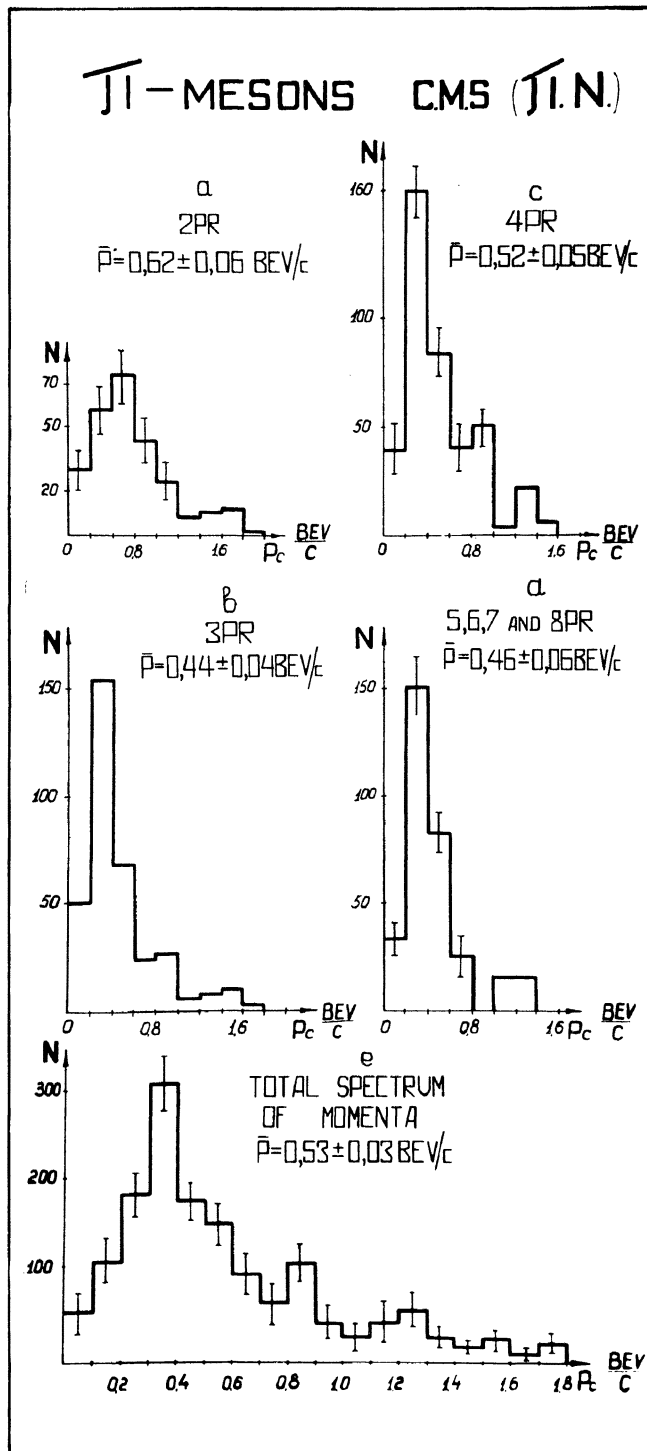 π – MESONS C.M.S (π.N.)
a
2PR
p̄=0,62±0,06 BEV/c
N
70
50
20
0 0,8 1,6 Pc BEV/C
c
4PR
p̄=0,52±0,05BEV/c
N
160
100
50
0 0,8 1,6 Pc BEV/C
b
3PR
p̄=0,44±0,04BEV/c
N
150
100
50
0 0,8 1,6 Pc BEV/C
d
5,6,7 AND 8PR
p̄=0,46±0,06BEV/c
N
150
100
50
0 0,8 1,6 Pc BEV/C
e
TOTAL SPECTRUM
OF MOMENTA
p̄=0,53±0,03BEV/c
N
300
200
100
0,2 0,4 0,6 0,8 1.0 1.2 1.4 1.6 1.8 Pc BEV/C